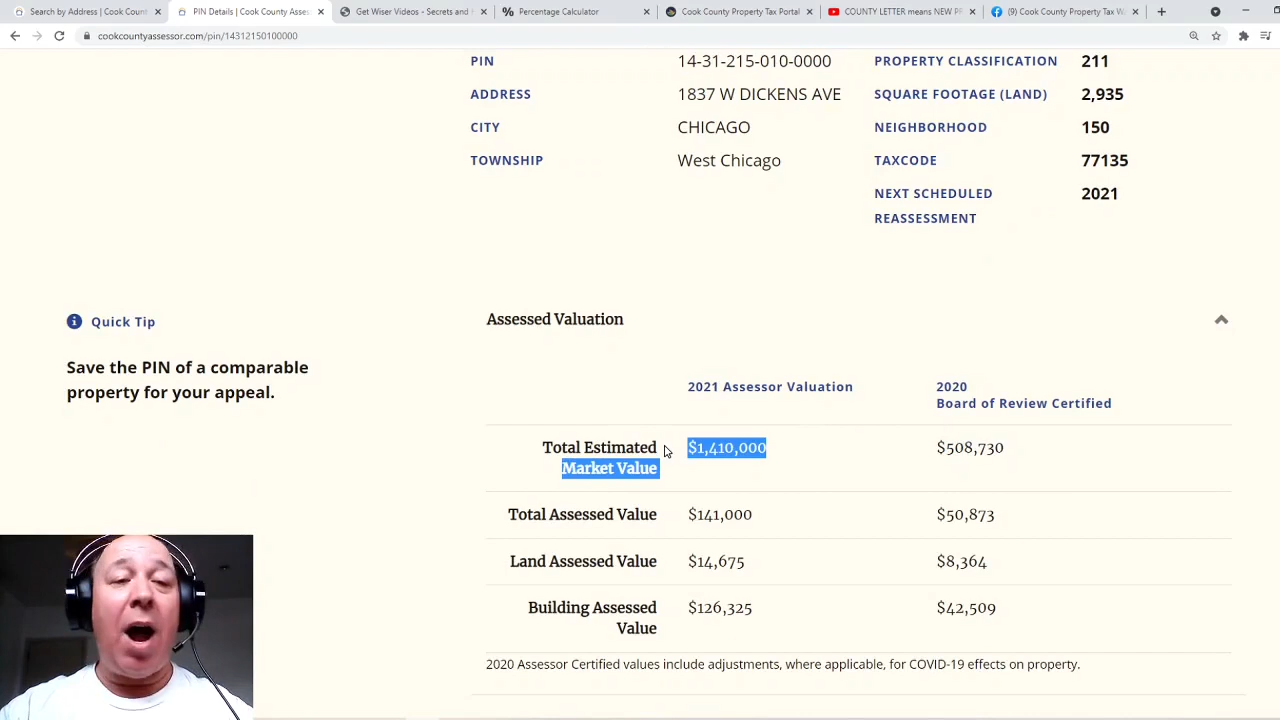 Search by Address | Cook Count
PIN Details | Cook County Asses
Get Wiser Videos - Secrets and
Percentage Calculator
Cook County Property Tax Portal
COUNTY LETTER means NEW PR
(9) Cook County Property Tax W
cookcountyassessor.com/pin/14312150100000
PIN 14-31-215-010-0000 PROPERTY CLASSIFICATION 211
ADDRESS 1837 W DICKENS AVE SQUARE FOOTAGE (LAND) 2,935
CITY CHICAGO NEIGHBORHOOD 150
TOWNSHIP West Chicago TAXCODE 77135
NEXT SCHEDULED 2021
REASSESSMENT
Quick Tip
Save the PIN of a comparable
property for your appeal.
Assessed Valuation
2021 Assessor Valuation 2020
Board of Review Certified
Total Estimated $1,410,000 $508,730
Market Value
Total Assessed Value $141,000 $50,873
Land Assessed Value $14,675 $8,364
Building Assessed $126,325 $42,509
Value
2020 Assessor Certified values include adjustments, where applicable, for COVID-19 effects on property.